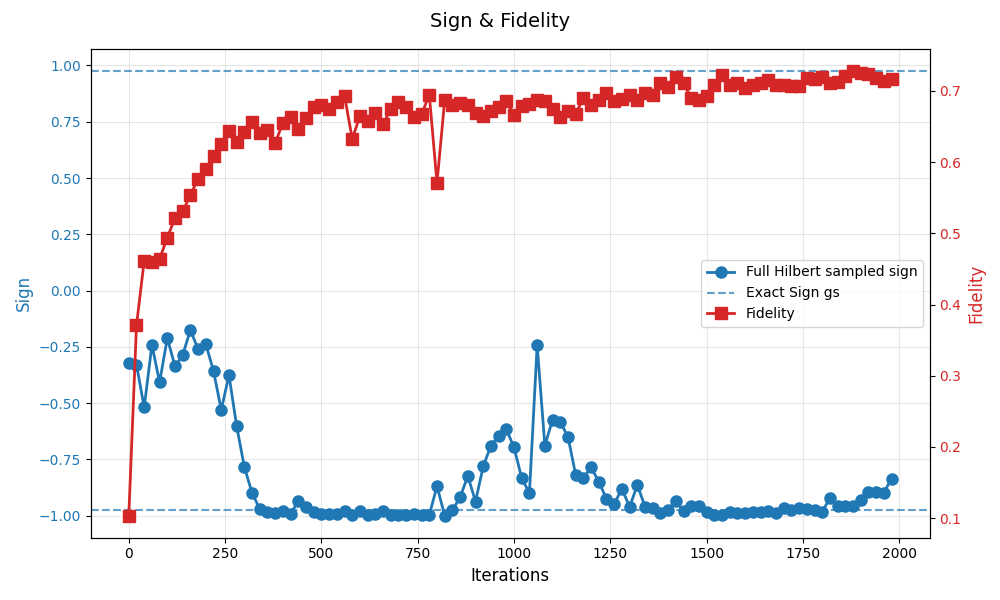 Sign & Fidelity
1.00
0.75
0.50
0.25
0.00
−0.25
−0.50
−0.75
−1.00
Sign
0.7
0.6
0.5
0.4
0.3
0.2
0.1
Fidelity
Full Hilbert sampled sign
Exact Sign gs
Fidelity
0 250 500 750 1000 1250 1500 1750 2000
Iterations